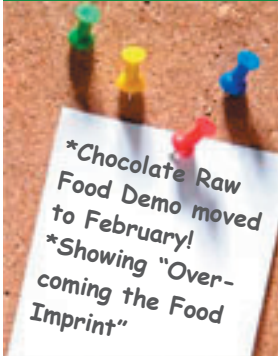 *Chocolate Raw
Food Demo moved
to February!
*Showing "Over-
coming the Food
Imprint"